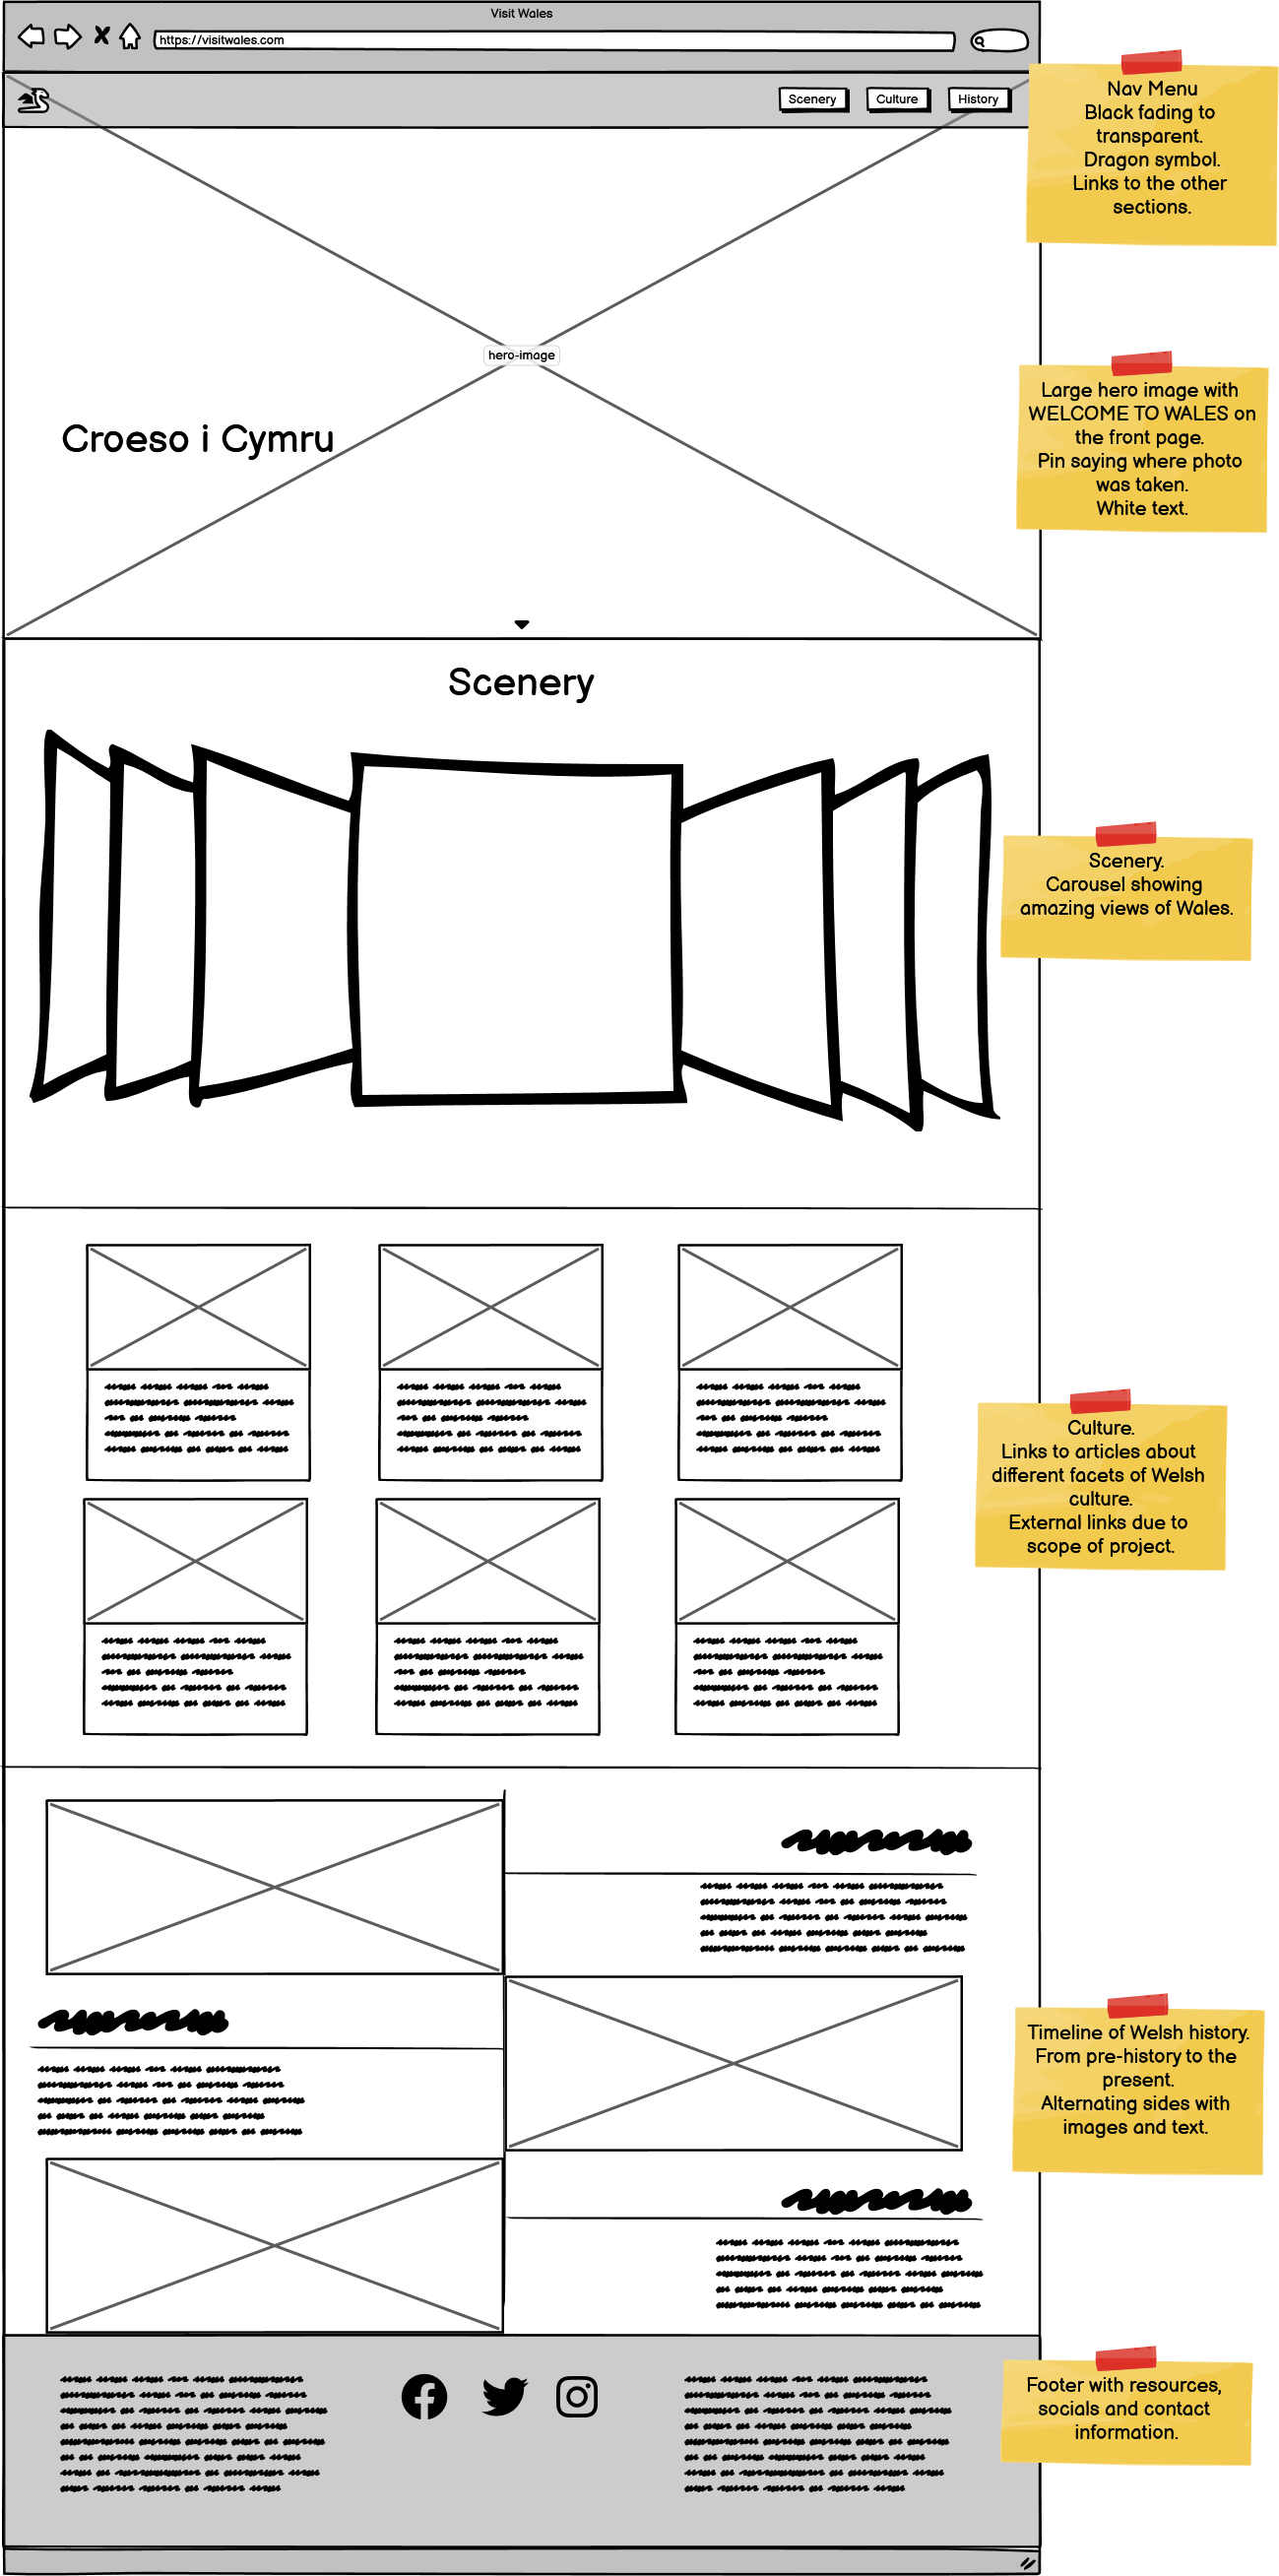 Visit Wales
https://visitwales.com
Scenery
Culture
History
Nav Menu
Black fading to
transparent.
Dragon symbol.
Links to the other
sections.
hero-image
Croeso i Cymru
Large hero image with
WELCOME TO WALES on
the front page.
Pin saying where photo
was taken.
White text.
Scenery
Scenery.
Carousel showing
amazing views of Wales.
Culture.
Links to articles about
different facets of Welsh
culture.
External links due to
scope of project.
Timeline of Welsh history.
From pre-history to the
present.
Alternating sides with
images and text.
Footer with resources,
socials and contact
information.